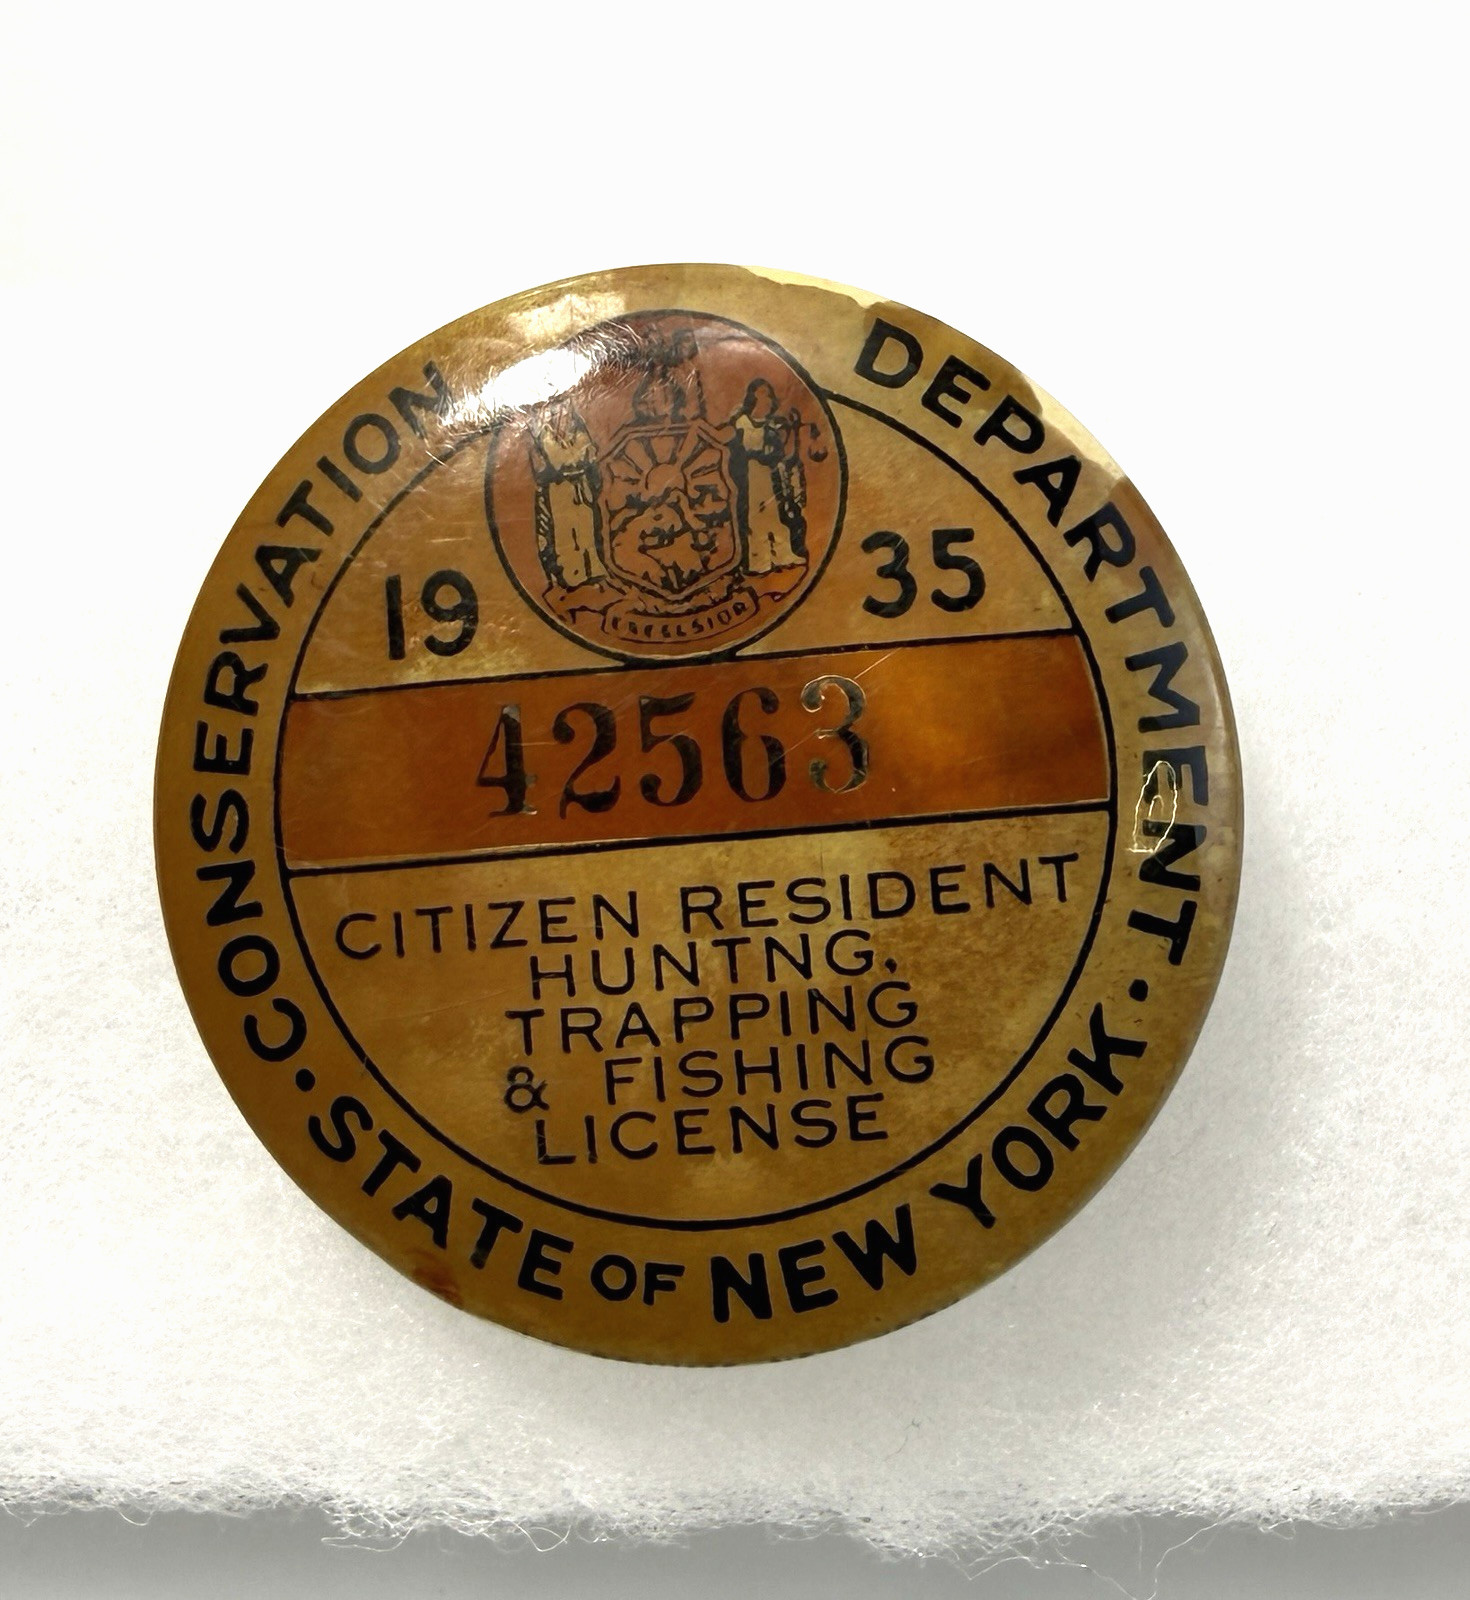 CONSERVATION DEPARTMENT · STATE OF NEW YORK ·
EXCELSIOR
19 35
42563
CITIZEN RESIDENT
HUNTNG,
TRAPPING
& FISHING
LICENSE